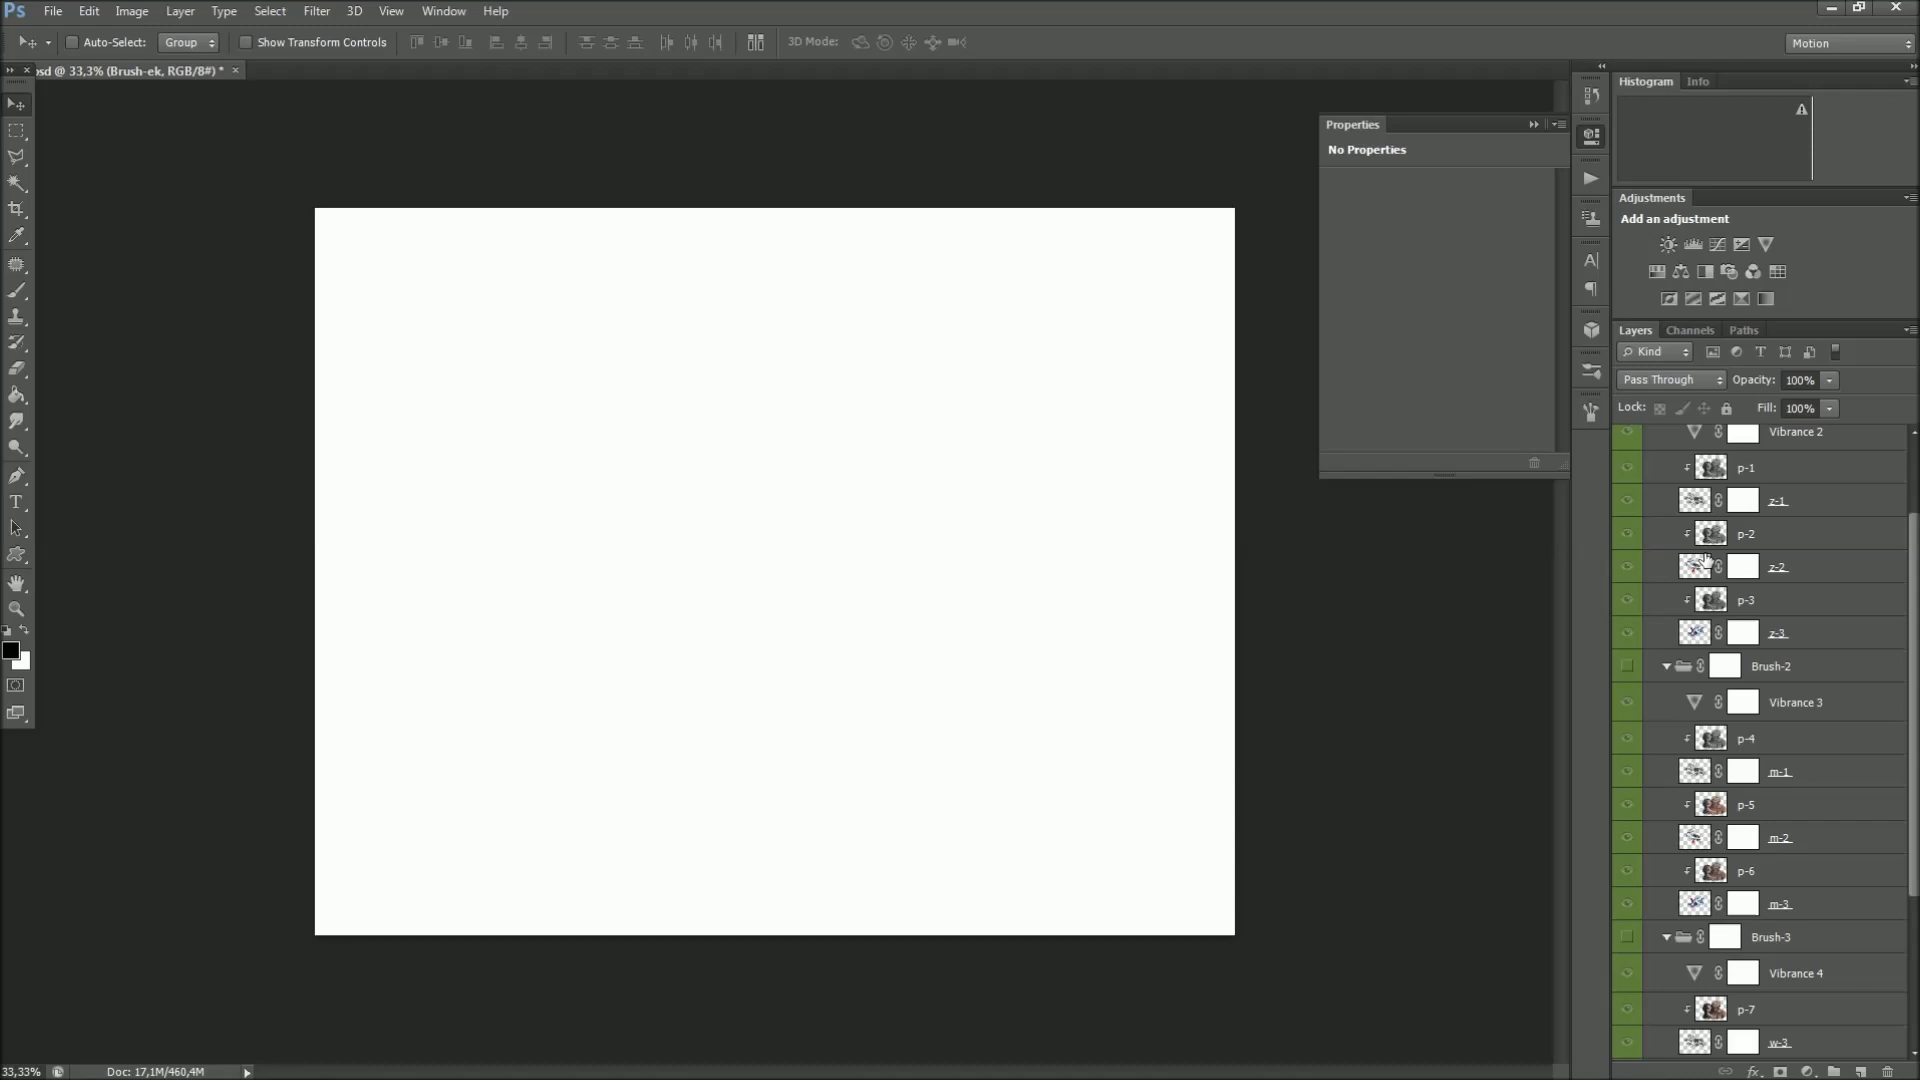 Ps File Edit Image Layer Type Select Filter 3D View Window Help
Auto-Select: Group Show Transform Controls 3D Mode: Motion
osd @ 33,3% (Brush-ek, RGB/8#) * ×
Histogram Info
Properties
No Properties
Adjustments
Add an adjustment
Layers Channels Paths
Kind
Pass Through Opacity: 100%
Lock: Fill: 100%
Vibrance 2
p-1
z-1
p-2
z-2
p-3
z-3
Brush-2
Vibrance 3
p-4
m-1
p-5
m-2
p-6
m-3
Brush-3
Vibrance 4
p-7
w-3
33,33% Doc: 17,1M/460,4M